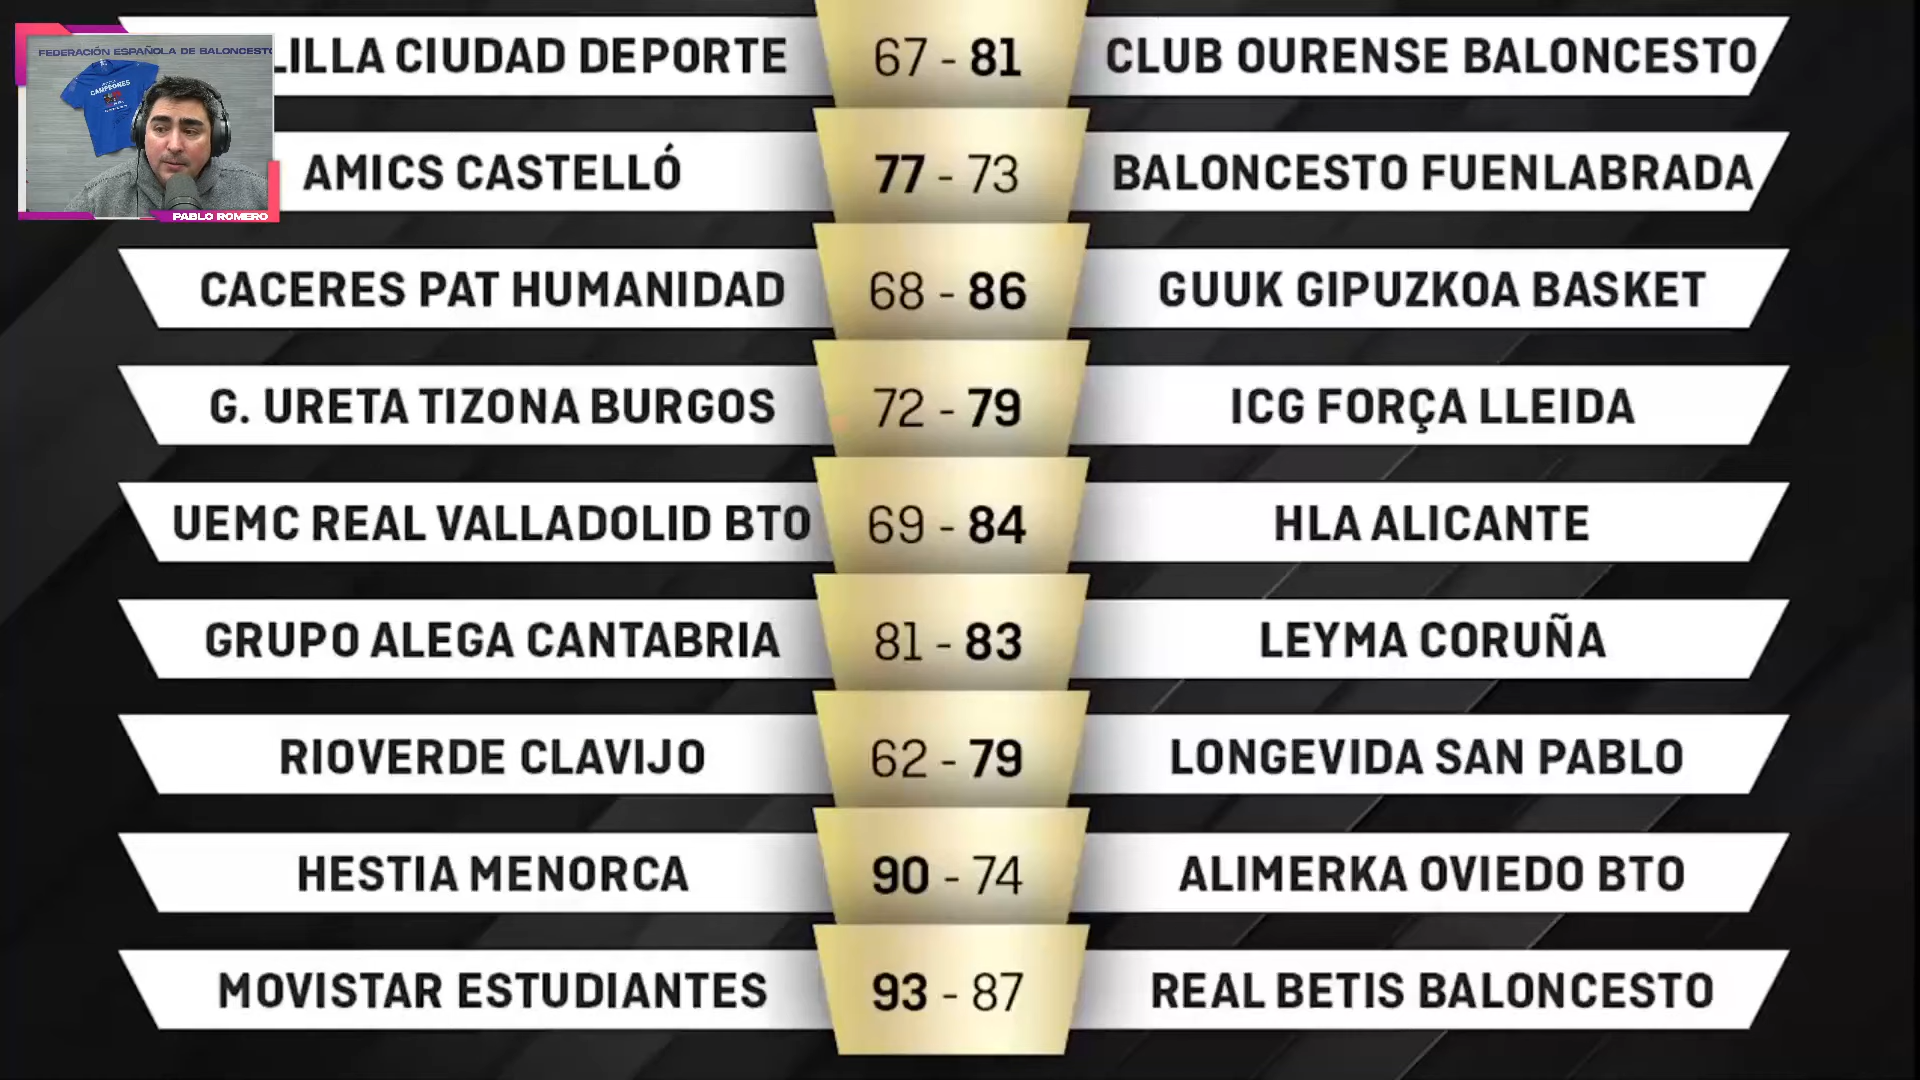 FEDERACIÓN ESPAÑOLA DE BALONCESTO
CAMPEONES
PABLO ROMERO
LILLA CIUDAD DEPORTE 67 - 81 CLUB OURENSE BALONCESTO
AMICS CASTELLÓ 77 - 73 BALONCESTO FUENLABRADA
CACERES PAT HUMANIDAD 68 - 86 GUUK GIPUZKOA BASKET
G. URETA TIZONA BURGOS 72 - 79 ICG FORÇA LLEIDA
UEMC REAL VALLADOLID BTO 69 - 84 HLA ALICANTE
GRUPO ALEGA CANTABRIA 81 - 83 LEYMA CORUÑA
RIOVERDE CLAVIJO 62 - 79 LONGEVIDA SAN PABLO
HESTIA MENORCA 90 - 74 ALIMERKA OVIEDO BTO
MOVISTAR ESTUDIANTES 93 - 87 REAL BETIS BALONCESTO